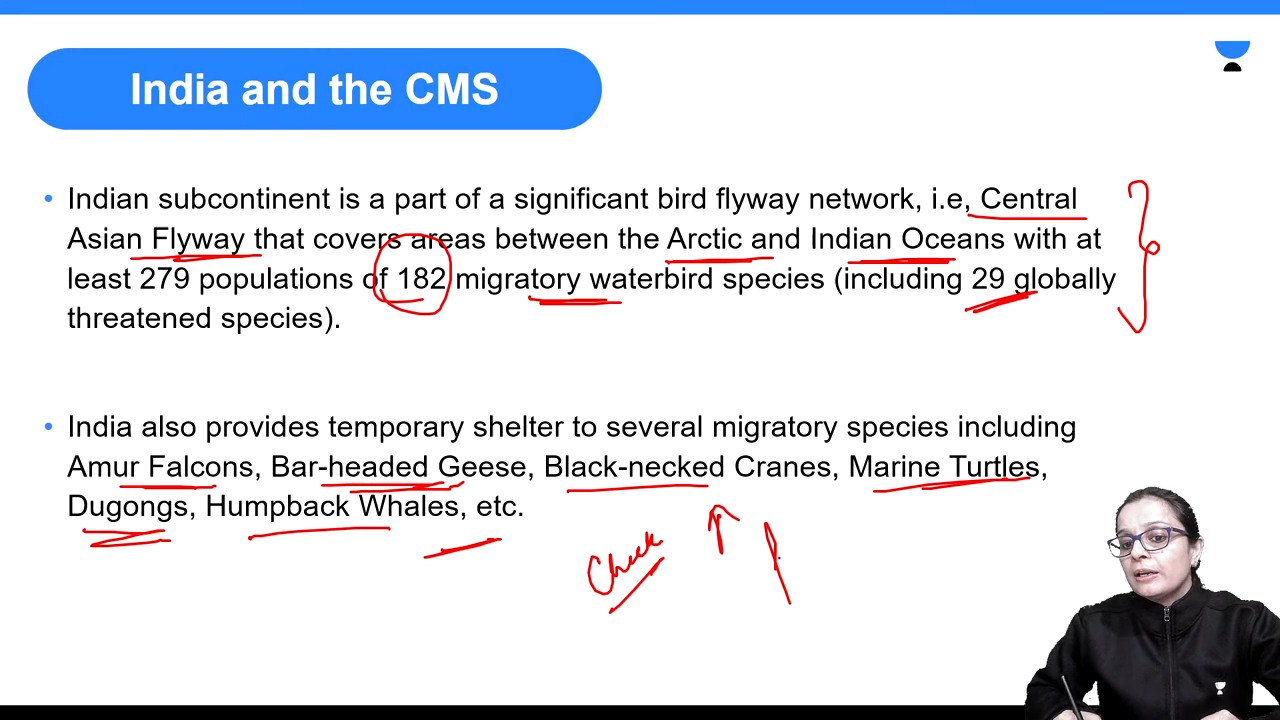 India and the CMS
• Indian subcontinent is a part of a significant bird flyway network, i.e, Central
Asian Flyway that covers areas between the Arctic and Indian Oceans with at
least 279 populations of 182 migratory waterbird species (including 29 globally
threatened species).
• India also provides temporary shelter to several migratory species including
Amur Falcons, Bar-headed Geese, Black-necked Cranes, Marine Turtles,
Dugongs, Humpback Whales, etc.
Check